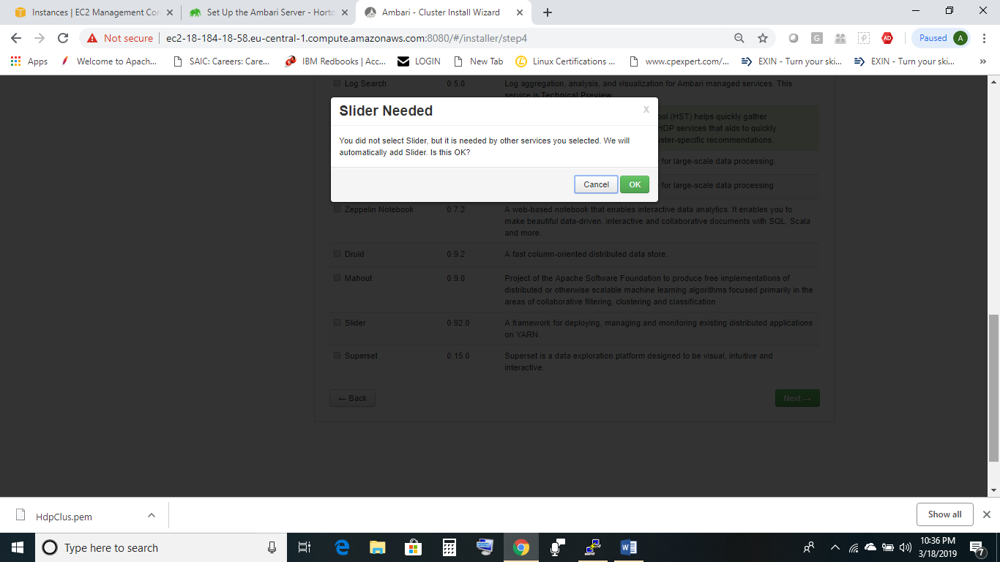 Instances | EC2 Management Con
Set Up the Ambari Server - Horto
Ambari - Cluster Install Wizard
Not secure
ec2-18-184-18-58.eu-central-1.compute.amazonaws.com:8080/#/installer/step4
G
AD
Paused
A
Apps
Welcome to Apach...
SAIC: Careers: Care...
IBM Redbooks | Acc...
LOGIN
New Tab
Linux Certifications ...
www.cpexpert.com/...
EXIN - Turn your ski...
EXIN - Turn your ski...
Log Search 0.5.0 Log aggregation, analysis, and visualization for Ambari managed services. This
service is Technical Preview.
Slider Needed
X
You did not select Slider, but it is needed by other services you selected. We will
automatically add Slider. Is this OK?
Cancel OK
ool (HST) helps quickly gather
HDP services that aids to quickly
uster-specific recommendations.
for large-scale data processing.
for large-scale data processing
Zeppelin Notebook 0.7.2 A web-based notebook that enables interactive data analytics. It enables you to
make beautiful data-driven, interactive and collaborative documents with SQL, Scala
and more.
Druid 0.9.2 A fast column-oriented distributed data store.
Mahout 0.9.0 Project of the Apache Software Foundation to produce free implementations of
distributed or otherwise scalable machine learning algorithms focused primarily in the
areas of collaborative filtering, clustering and classification
Slider 0.92.0 A framework for deploying, managing and monitoring existing distributed applications
on YARN.
Superset 0.15.0 Superset is a data exploration platform designed to be visual, intuitive and
interactive.
← Back
Next →
HdpClus.pem
Show all
Type here to search
10:36 PM
3/18/2019
7